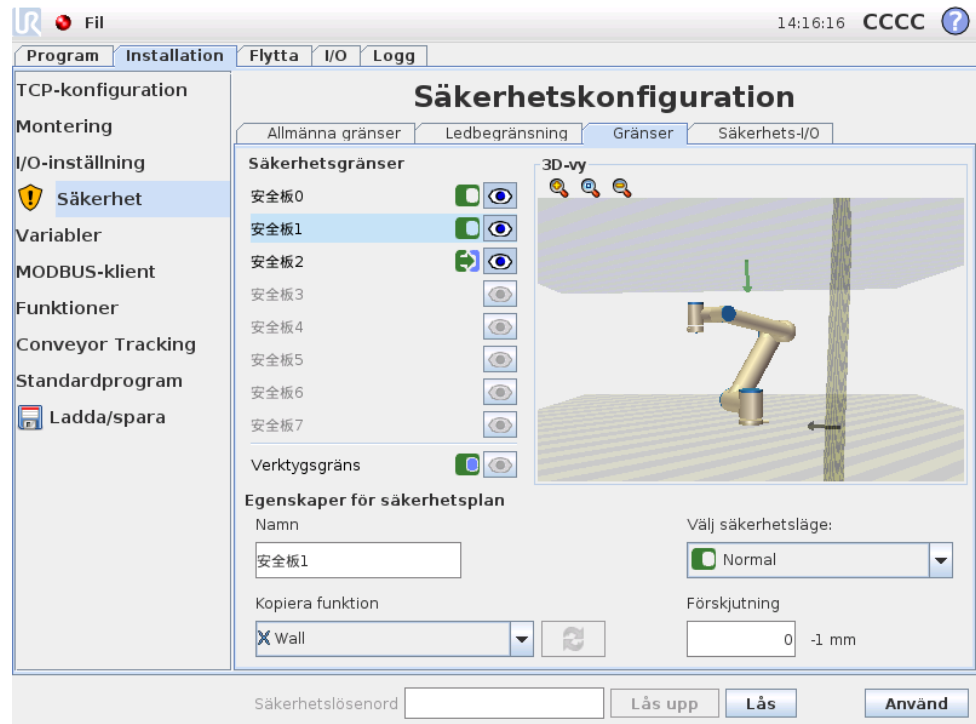 UR Fil 14:16:16 CCCC ?
Program Installation Flytta I/O Logg
TCP-konfiguration
Montering
I/O-inställning
Säkerhet
Variabler
MODBUS-klient
Funktioner
Conveyor Tracking
Standardprogram
Ladda/spara
Säkerhetskonfiguration
Allmänna gränser Ledbegränsning Gränser Säkerhets-I/O
Säkerhetsgränser
安全板0
安全板1
安全板2
安全板3
安全板4
安全板5
安全板6
安全板7
Verktygsgräns
3D-vy
Egenskaper för säkerhetsplan
Namn
安全板1
Kopiera funktion
Wall
Välj säkerhetsläge:
Normal
Förskjutning
0 -1 mm
Säkerhetslösenord Lås upp Lås Använd